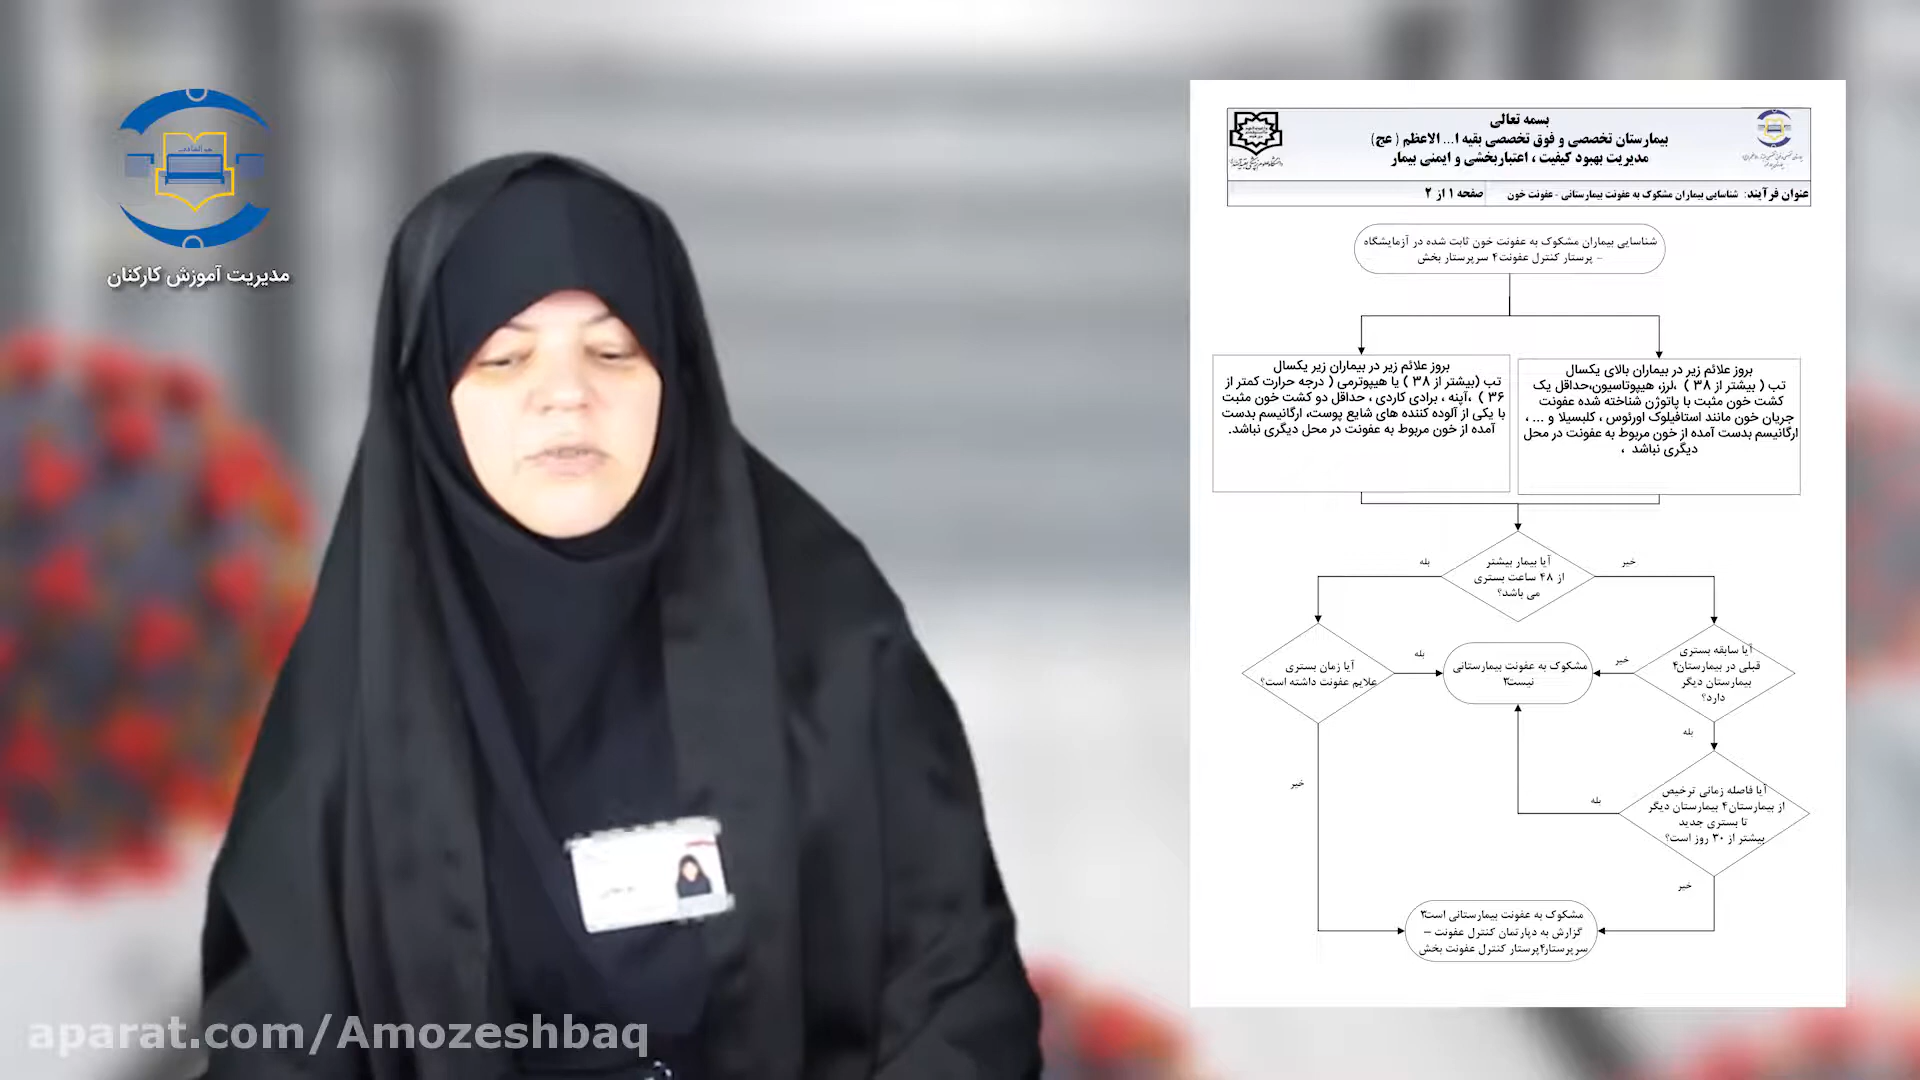 مدیریت آموزش کارکنان
بسمه تعالی
بیمارستان تخصصی و فوق تخصصی بقیه ا... الاعظم ( عج)
مدیریت بهبود کیفیت ، اعتباربخشی و ایمنی بیمار
عنوان فرآیند: شناسایی بیماران مشکوک به عفونت بیمارستانی - عفونت خون
صفحه ۱ از ۲
شناسایی بیماران مشکوک به عفونت خون ثابت شده در آزمایشگاه
– پرستار کنترل عفونت۴ سرپرستار بخش
بروز علائم زیر در بیماران بالای یکسال
تب ( بیشتر از ۳۸ ) ،لرز، هیپوتاسیون،حداقل یک
کشت خون مثبت با پاتوژن شناخته شده عفونت
جریان خون مانند استافیلوک اورئوس ، کلبسیلا و ... ،
ارگانیسم بدست آمده از خون مربوط به عفونت در محل
دیگری نباشد ،
بروز علائم زیر در بیماران زیر یکسال
تب (بیشتر از ۳۸ ) یا هیپوترمی ( درجه حرارت کمتر از
۳۶ ) ،آپنه ، برادی کاردی ، حداقل دو کشت خون مثبت
با یکی از آلوده کننده های شایع پوست، ارگانیسم بدست
آمده از خون مربوط به عفونت در محل دیگری نباشد.
آیا بیمار بیشتر
از ۴۸ ساعت بستری
می باشد؟
خیر
بله
آیا سابقه بستری
قبلی در بیمارستان۴
بیمارستان دیگر
دارد؟
خیر
مشکوک به عفونت بیمارستانی
نیست۳
بله
آیا زمان بستری
علایم عفونت داشته است؟
بله
آیا فاصله زمانی ترخیص
از بیمارستان۴ بیمارستان دیگر
تا بستری جدید
بیشتر از ۳۰ روز است؟
بله
خیر
خیر
مشکوک به عفونت بیمارستانی است۳
گزارش به دپارتمان کنترل عفونت –
سرپرستار۴پرستار کنترل عفونت بخش
aparat.com/Amozeshbaq